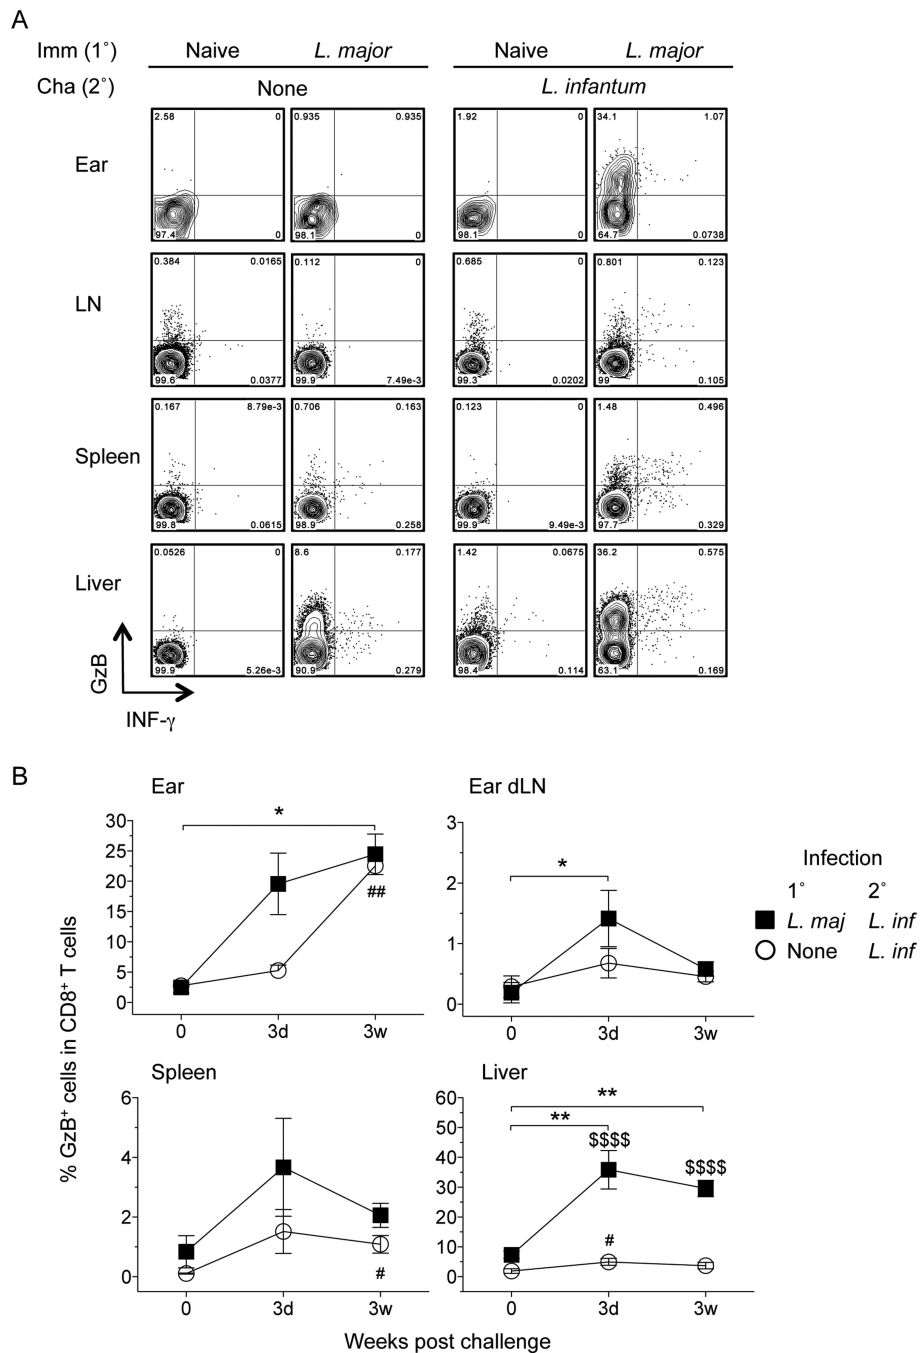 A
Imm (1˚) Naive L. major Naive L. major
Cha (2˚) None L. infantum
Ear
2.58 0 0.935 0.935 1.92 0 34.1 1.07
97.4 0 98.1 0 98.1 0 64.7 0.0738
LN
0.384 0.0165 0.112 0 0.685 0 0.801 0.123
99.6 0.0377 99.9 7.49e-3 99.3 0.0202 99 0.105
Spleen
0.167 8.79e-3 0.706 0.163 0.123 0 1.48 0.496
99.8 0.0615 98.9 0.258 99.9 9.49e-3 97.7 0.329
Liver
0.0526 0 8.6 0.177 1.42 0.0675 36.2 0.575
99.9 5.26e-3 90.9 0.279 98.4 0.114 63.1 0.169
GzB
INF-γ
B
% GzB⁺ cells in CD8⁺ T cells
Ear
30
25
20
15
10
5
0
*
##
0 3d 3w
Ear dLN
3
2
1
0
*
0 3d 3w
Infection
1˚ 2˚
L. maj L. inf
None L. inf
Spleen
6
4
2
0
#
0 3d 3w
Liver
60
50
40
30
20
10
0
**
**
$$$$
$$$$
#
0 3d 3w
Weeks post challenge